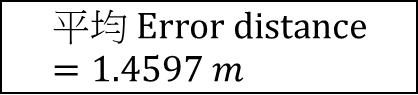 平均 Error distance
= 1.4597 m